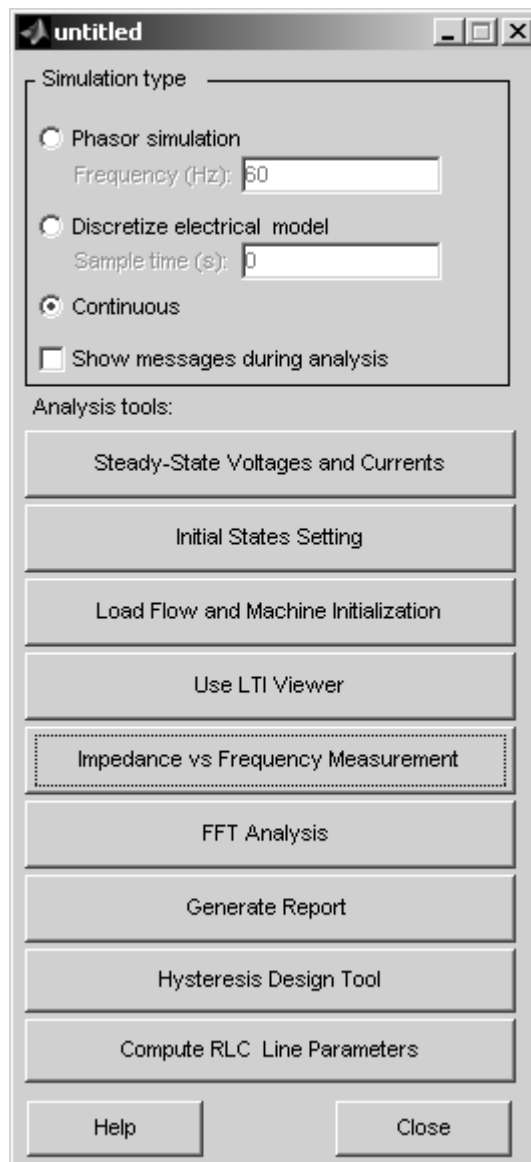 untitled
Simulation type
Phasor simulation
Frequency (Hz): 60
Discretize electrical model
Sample time (s): 0
Continuous
Show messages during analysis
Analysis tools:
Steady-State Voltages and Currents
Initial States Setting
Load Flow and Machine Initialization
Use LTI Viewer
Impedance vs Frequency Measurement
FFT Analysis
Generate Report
Hysteresis Design Tool
Compute RLC Line Parameters
Help Close